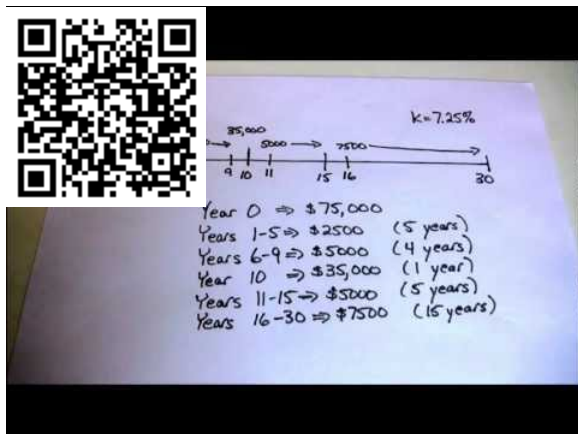 k=7.25%
35,000
5000 → 7500 →
9 10 11 15 16 30
Year 0 ⇒ $75,000
Years 1-5 ⇒ $2500 (5 years)
Years 6-9 ⇒ $5000 (4 years)
Year 10 ⇒ $35,000 (1 year)
Years 11-15 ⇒ $5000 (5 years)
Years 16-30 ⇒ $7500 (15 years)